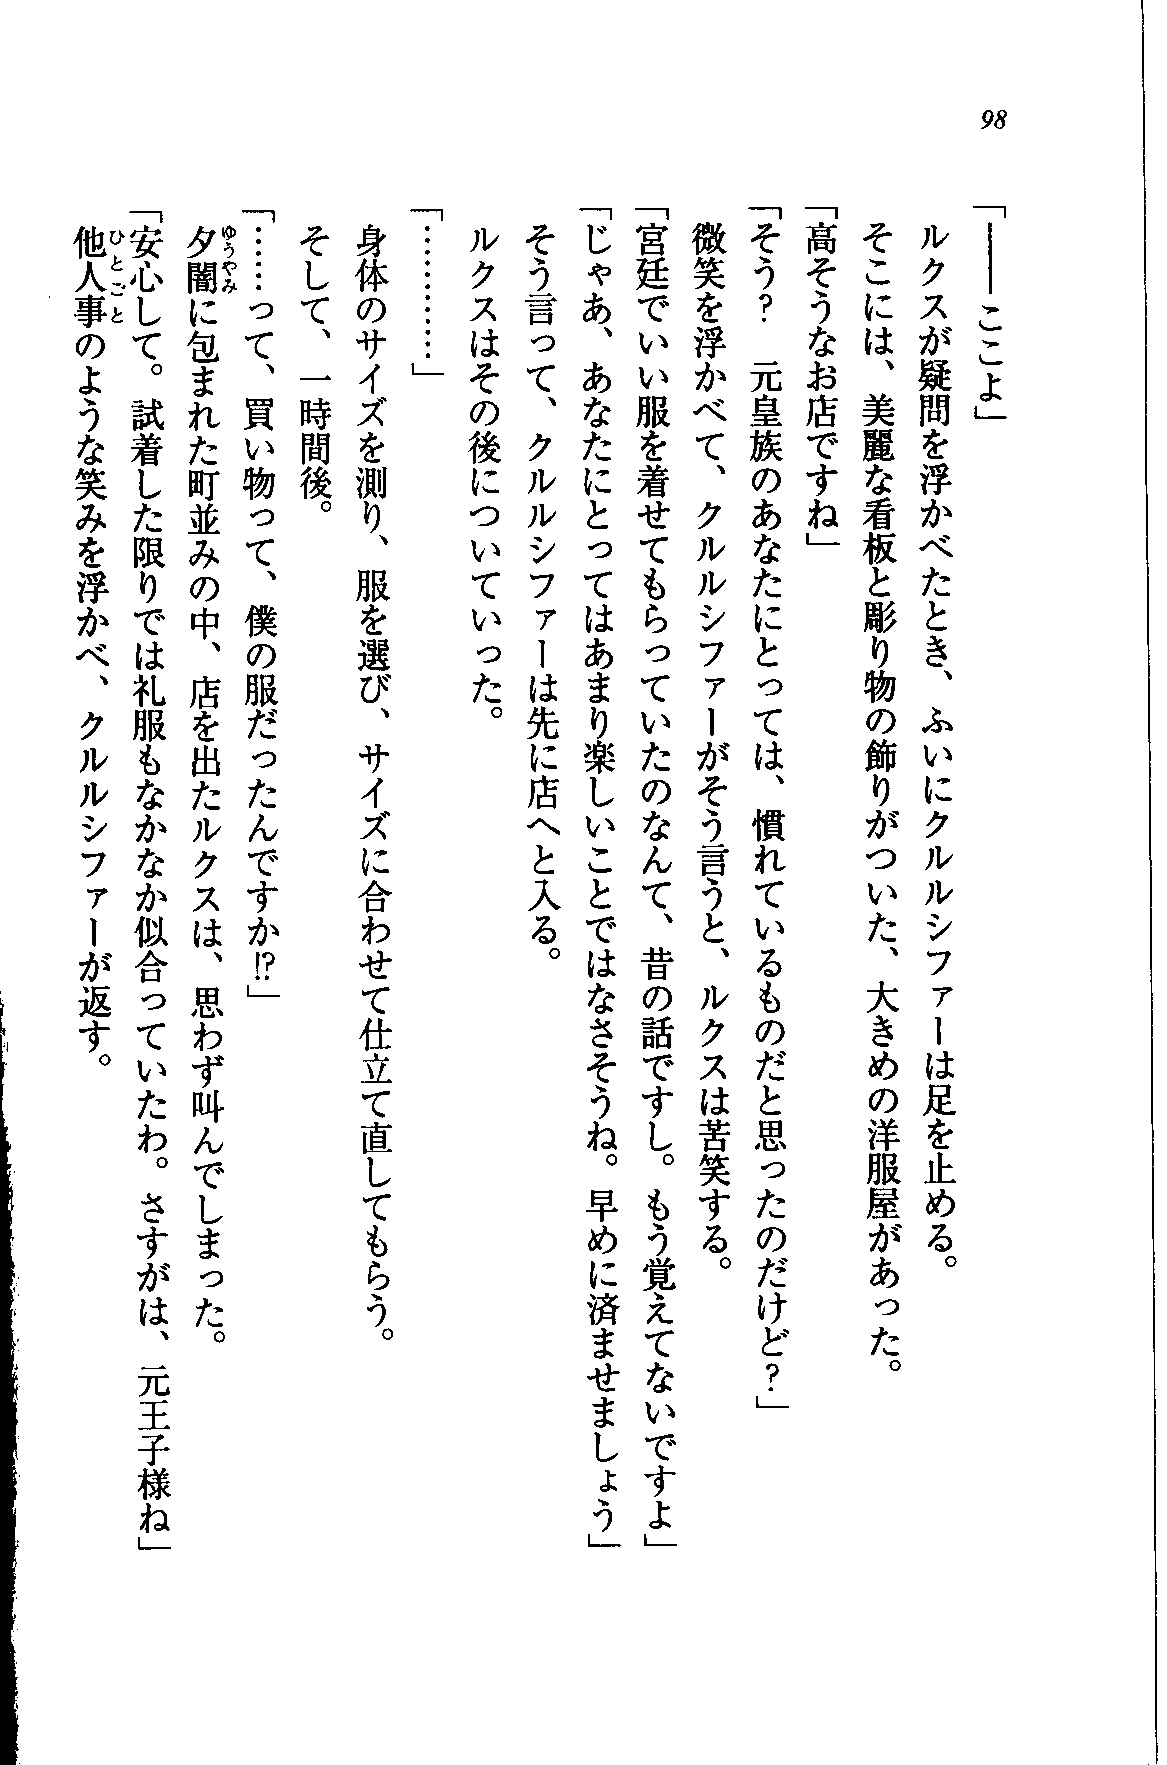 98
「――ここよ」
ルクスが疑問を浮かべたとき、ふいにクルルシファーは足を止める。
そこには、美麗な看板と彫り物の飾りがついた、大きめの洋服屋があった。
「高そうなお店ですね」
「そう？　元皇族のあなたにとっては、慣れているものだと思ったのだけど？」
微笑を浮かべて、クルルシファーがそう言うと、ルクスは苦笑する。
「宮廷でいい服を着せてもらっていたのなんて、昔の話ですし。もう覚えてないですよ」
「じゃあ、あなたにとってはあまり楽しいことではなさそうね。早めに済ませましょう」
そう言って、クルルシファーは先に店へと入る。
ルクスはその後についていった。
「…………」
身体のサイズを測り、服を選び、サイズに合わせて仕立て直してもらう。
そして、一時間後。
「……って、買い物って、僕の服だったんですか!?」
夕闇に包まれた町並みの中、店を出たルクスは、思わず叫んでしまった。
「安心して。試着した限りでは礼服もなかなか似合っていたわ。さすがは、元王子様ね」
他人事のような笑みを浮かべ、クルルシファーが返す。
ゆうやみ
ひとごと